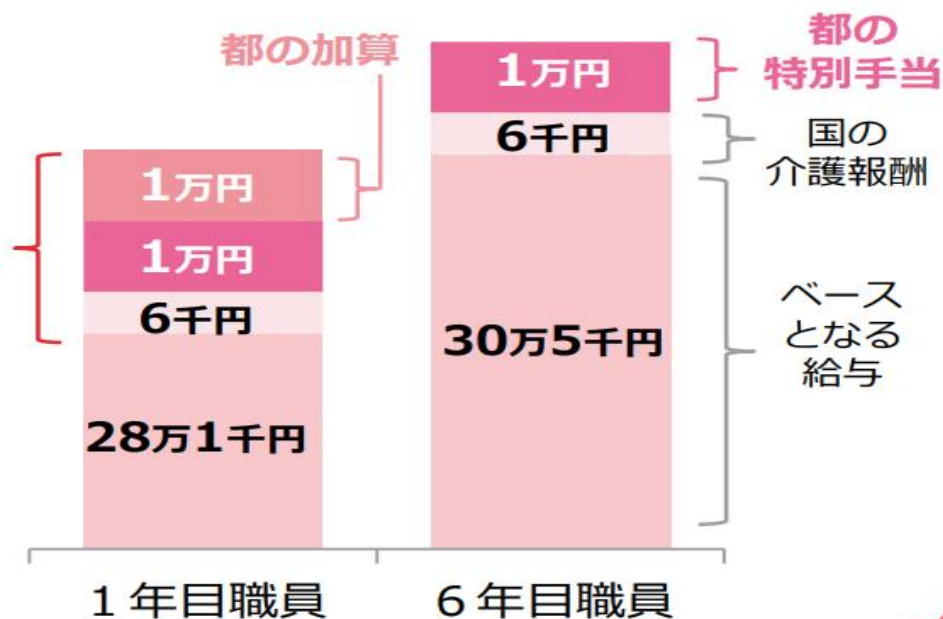 都の加算
1万円
1万円
6千円
28万1千円
1万円
6千円
30万5千円
都の
特別手当
国の
介護報酬
ベース
となる
給与
1年目職員
6年目職員